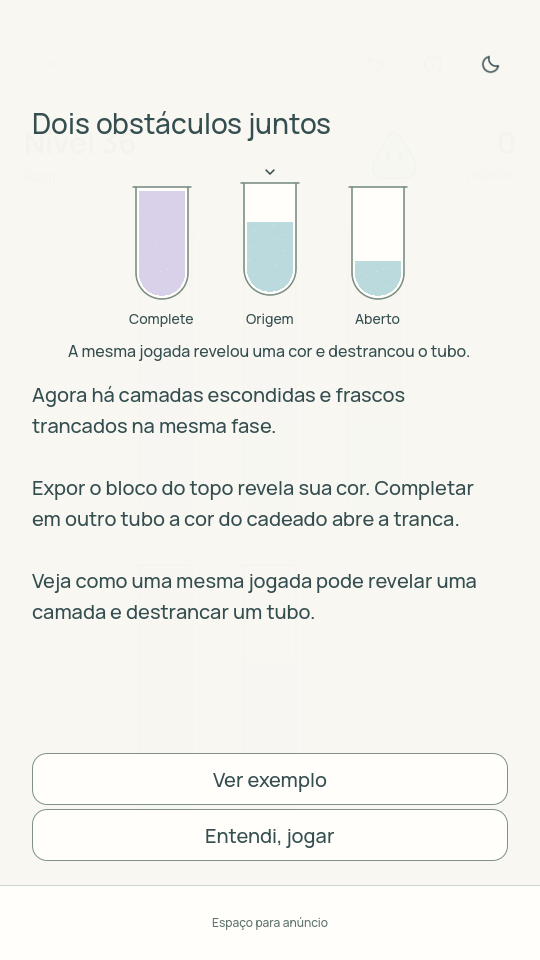 Dois obstáculos juntos
Nível 36
0
Complete
Origem
Aberto
A mesma jogada revelou uma cor e destrancou o tubo.
Agora há camadas escondidas e frascos
trancados na mesma fase.
Expor o bloco do topo revela sua cor. Completar
em outro tubo a cor do cadeado abre a tranca.
Veja como uma mesma jogada pode revelar uma
camada e destrancar um tubo.
Ver exemplo
Entendi, jogar
Espaço para anúncio